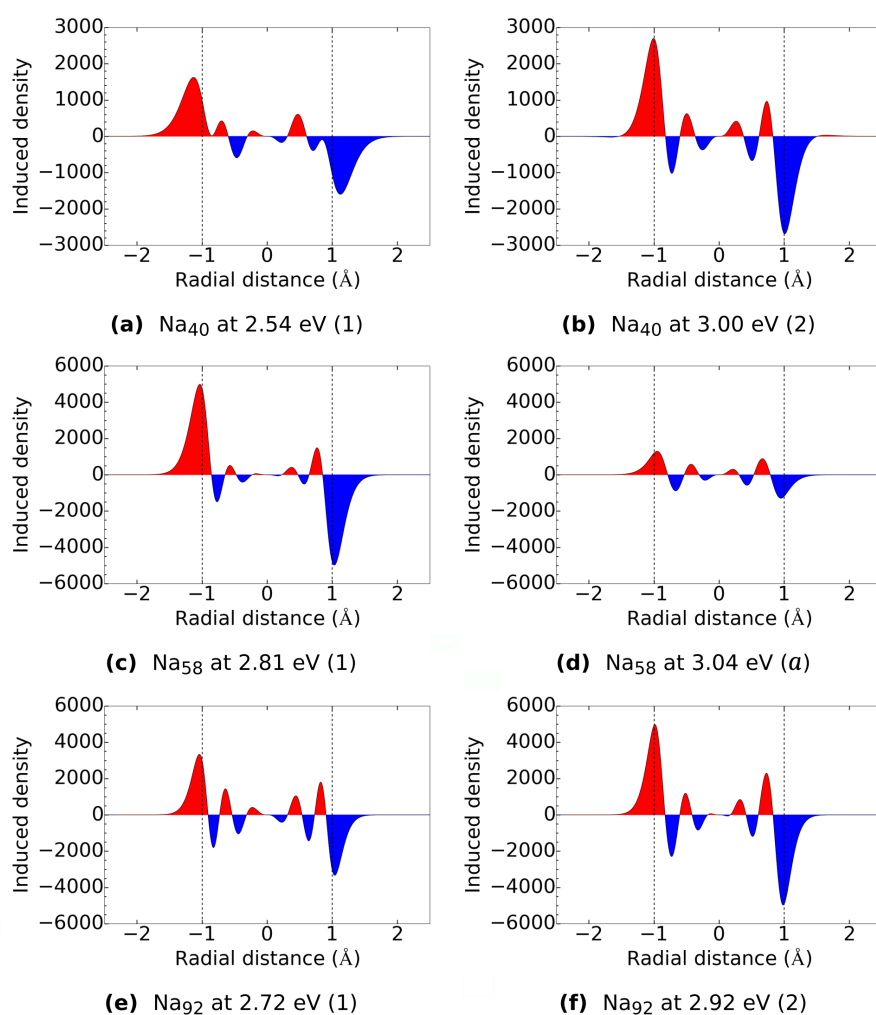 3000
2000
1000
0
−1000
−2000
−3000
Induced density
−2 −1 0 1 2
Radial distance (Å)
(a) Na40 at 2.54 eV (1)
3000
2000
1000
0
−1000
−2000
−3000
Induced density
−2 −1 0 1 2
Radial distance (Å)
(b) Na40 at 3.00 eV (2)
6000
4000
2000
0
−2000
−4000
−6000
Induced density
−2 −1 0 1 2
Radial distance (Å)
(c) Na58 at 2.81 eV (1)
6000
4000
2000
0
−2000
−4000
−6000
Induced density
−2 −1 0 1 2
Radial distance (Å)
(d) Na58 at 3.04 eV (a)
6000
4000
2000
0
−2000
−4000
−6000
Induced density
−2 −1 0 1 2
Radial distance (Å)
(e) Na92 at 2.72 eV (1)
6000
4000
2000
0
−2000
−4000
−6000
Induced density
−2 −1 0 1 2
Radial distance (Å)
(f) Na92 at 2.92 eV (2)